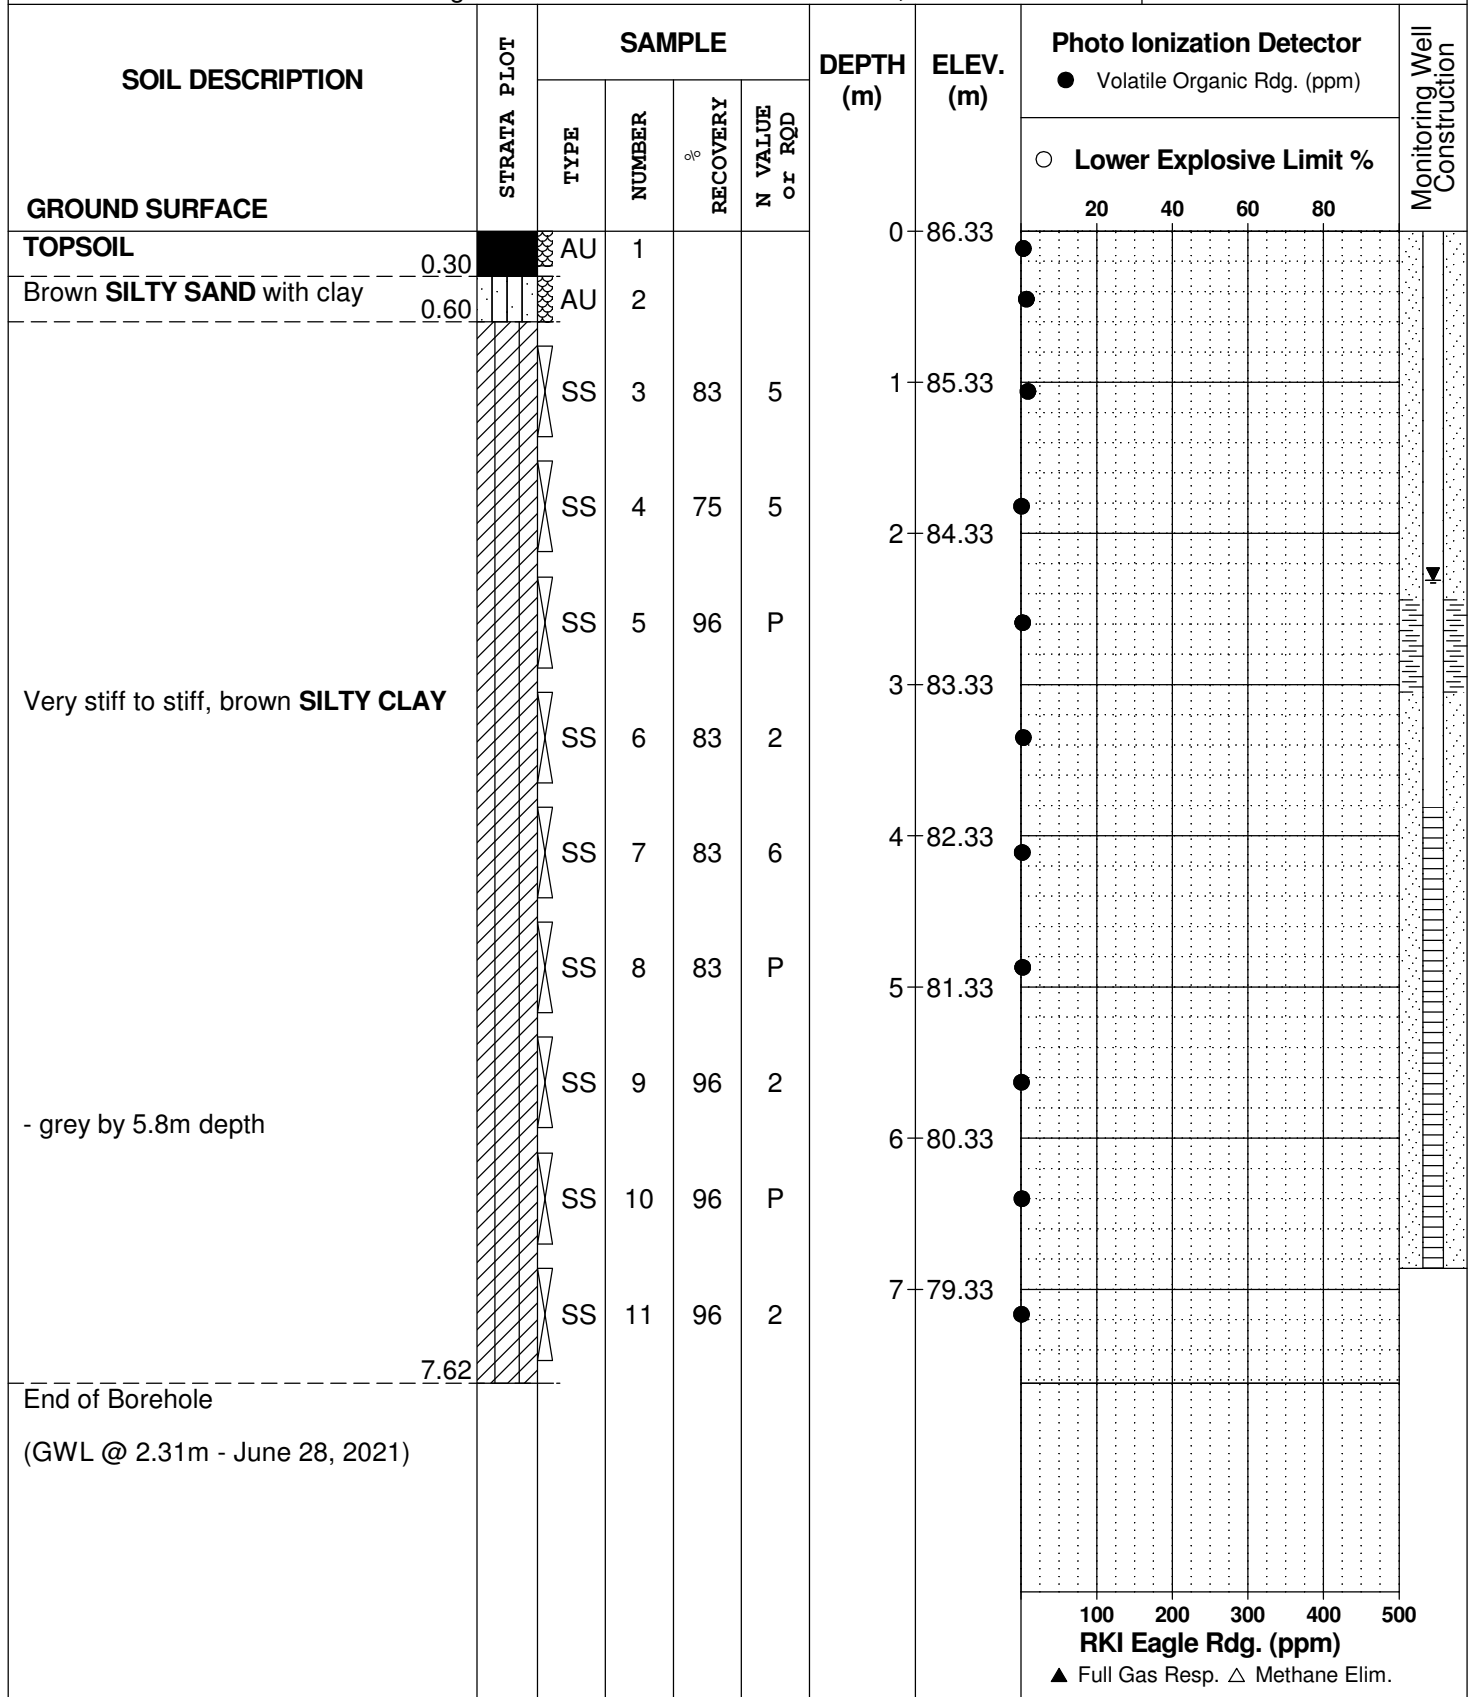 SOIL DESCRIPTION
GROUND SURFACE
STRATA PLOT
SAMPLE
TYPE
NUMBER
% RECOVERY
N VALUE or RQD
DEPTH (m)
ELEV. (m)
Photo Ionization Detector
● Volatile Organic Rdg. (ppm)
○ Lower Explosive Limit %
20 40 60 80
Monitoring Well Construction
0 86.33
TOPSOIL
0.30
AU 1
Brown SILTY SAND with clay
0.60
AU 2
1 85.33
SS 3 83 5
SS 4 75 5
2 84.33
SS 5 96 P
3 83.33
Very stiff to stiff, brown SILTY CLAY
SS 6 83 2
4 82.33
SS 7 83 6
SS 8 83 P
5 81.33
SS 9 96 2
- grey by 5.8m depth
6 80.33
SS 10 96 P
7 79.33
SS 11 96 2
7.62
End of Borehole
(GWL @ 2.31m - June 28, 2021)
100 200 300 400 500
RKI Eagle Rdg. (ppm)
▲ Full Gas Resp. △ Methane Elim.